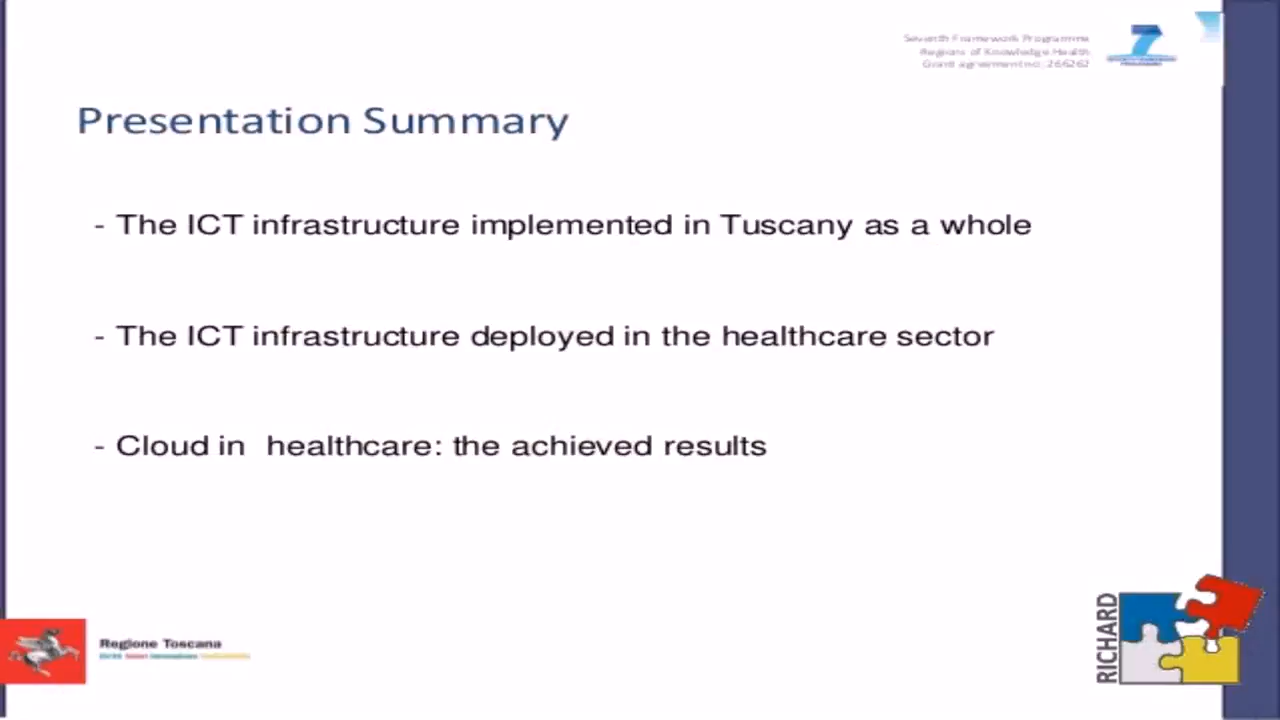 Seventh Framework Programme
Regions of Knowledge Health
Grant agreement no.: 266262
7
Presentation Summary
- The ICT infrastructure implemented in Tuscany as a whole
- The ICT infrastructure deployed in the healthcare sector
- Cloud in  healthcare: the achieved results
Regione Toscana
RICHARD